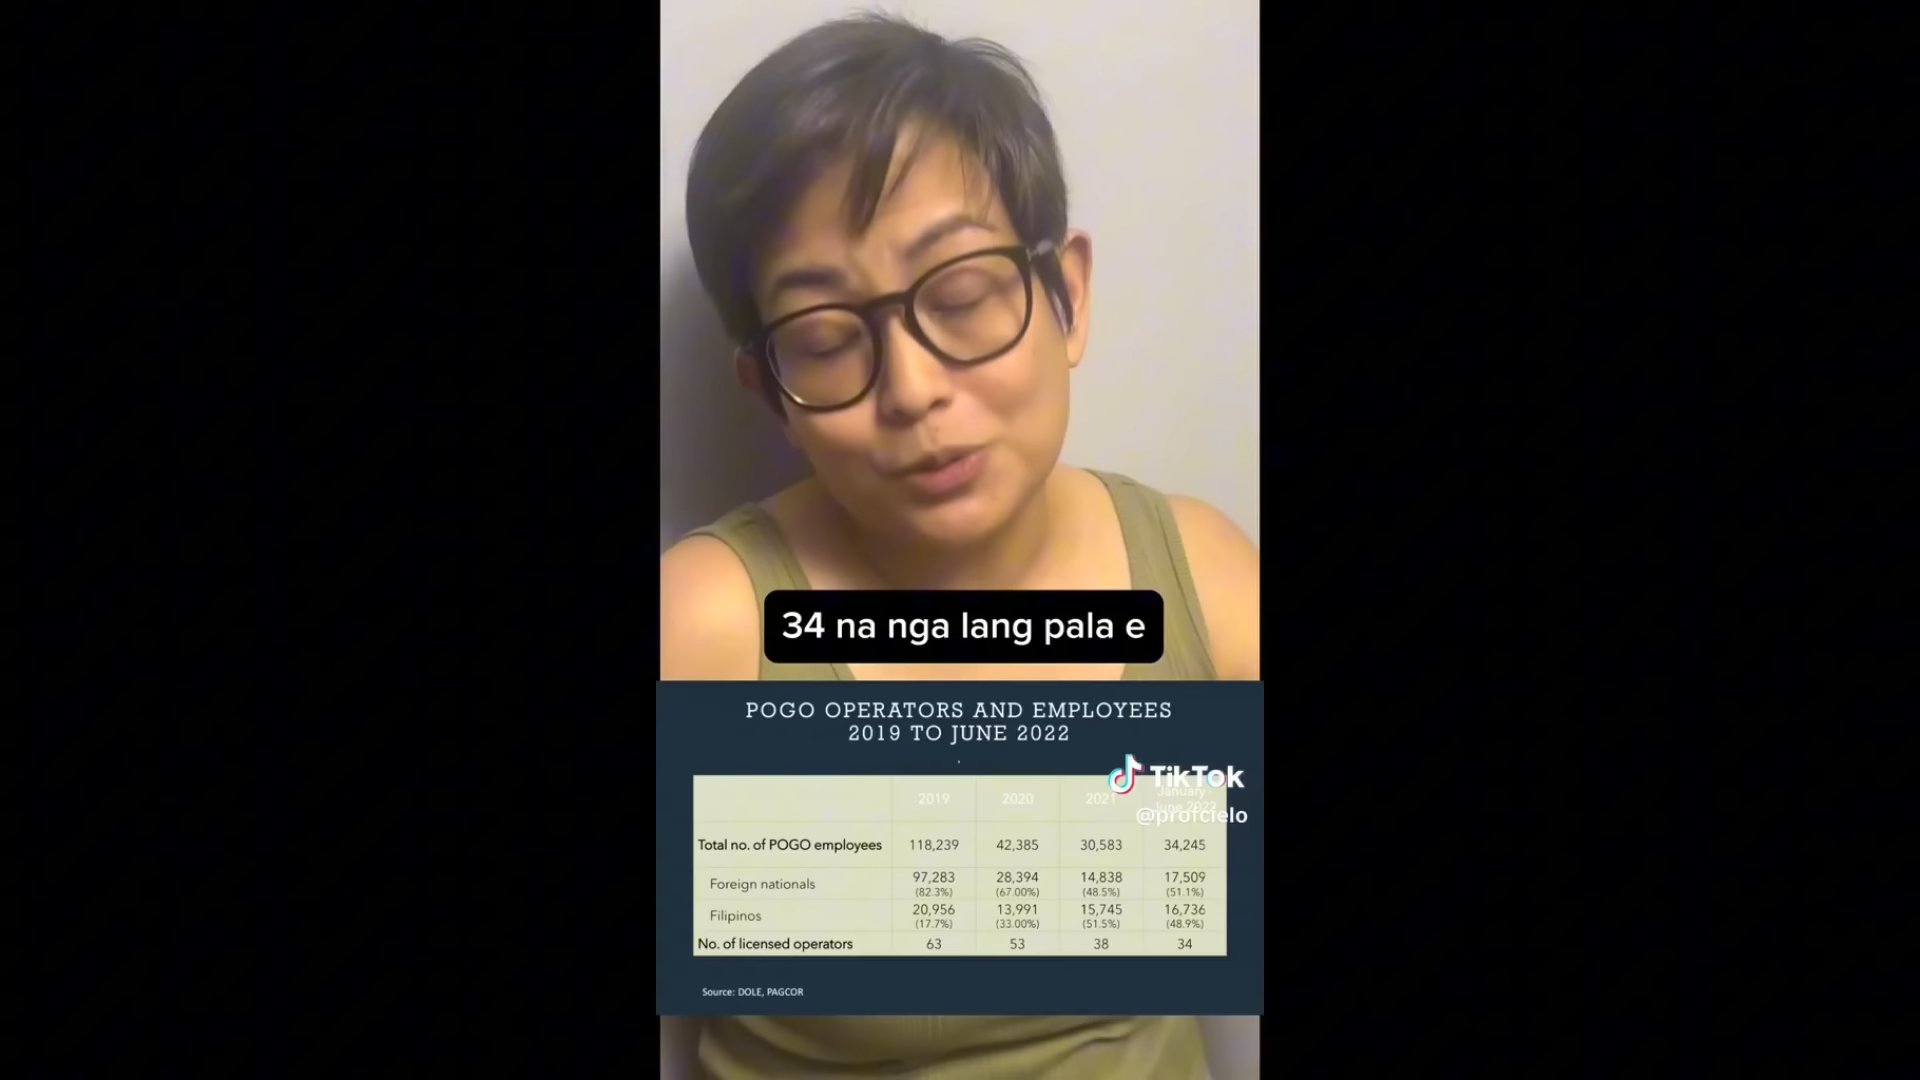 34 na nga lang pala e
POGO OPERATORS AND EMPLOYEES
2019 TO JUNE 2022
TikTok
@profcielo
2019 2020 2021 January - June 2022
Total no. of POGO employees 118,239 42,385 30,583 34,245
Foreign nationals 97,283 (82.3%) 28,394 (67.00%) 14,838 (48.5%) 17,509 (51.1%)
Filipinos 20,956 (17.7%) 13,991 (33.00%) 15,745 (51.5%) 16,736 (48.9%)
No. of licensed operators 63 53 38 34
Source: DOLE, PAGCOR